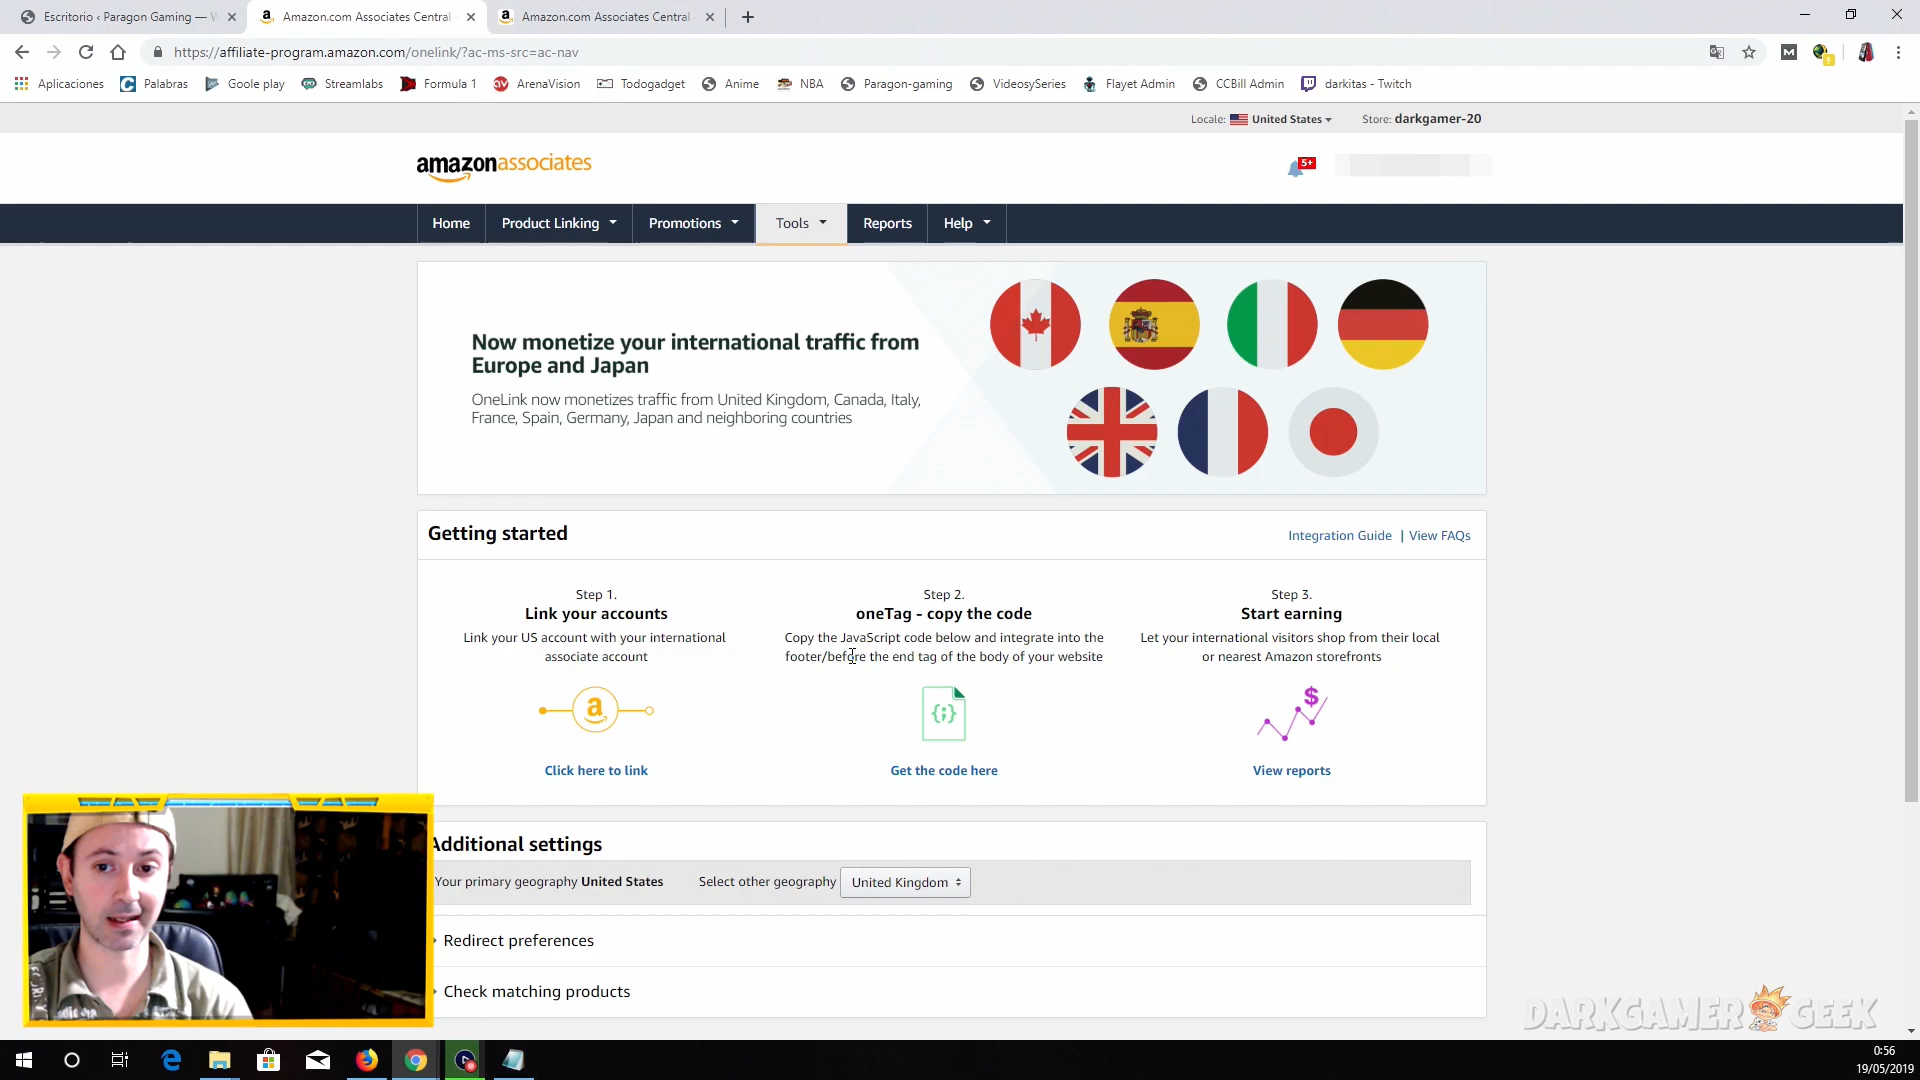 Escritorio ‹ Paragon Gaming — W
Amazon.com Associates Central
Amazon.com Associates Central
https://affiliate-program.amazon.com/onelink/?ac-ms-src=ac-nav
Aplicaciones
Palabras
Goole play
Streamlabs
Formula 1
ArenaVision
Todogadget
Anime
NBA
Paragon-gaming
VideosySeries
Flayet Admin
CCBill Admin
darkitas - Twitch
Locale: United States
Store: darkgamer-20
amazonassociates
5+
Home
Product Linking
Promotions
Tools
Reports
Help
Now monetize your international traffic from
Europe and Japan
OneLink now monetizes traffic from United Kingdom, Canada, Italy,
France, Spain, Germany, Japan and neighboring countries
Getting started
Integration Guide | View FAQs
Step 1.
Link your accounts
Link your US account with your international
associate account
Click here to link
Step 2.
oneTag - copy the code
Copy the JavaScript code below and integrate into the
footer/before the end tag of the body of your website
Get the code here
Step 3.
Start earning
Let your international visitors shop from their local
or nearest Amazon storefronts
View reports
Additional settings
Your primary geography United States
Select other geography
United Kingdom
Redirect preferences
Check matching products
DARKGAMER GEEK
0:56
19/05/2019